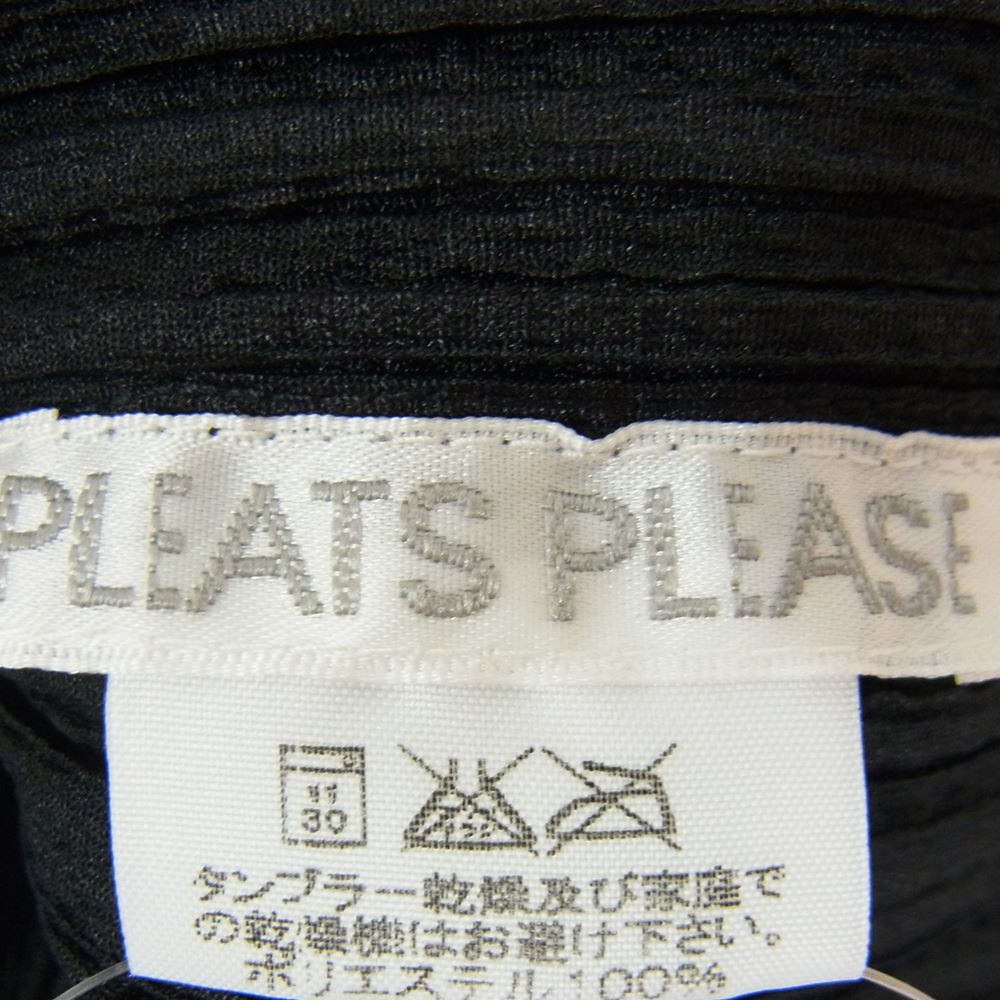 PLEATS PLEASE
30
タンブラー乾燥及び家庭で
の乾燥機はお避け下さい。
ポリエステル100%